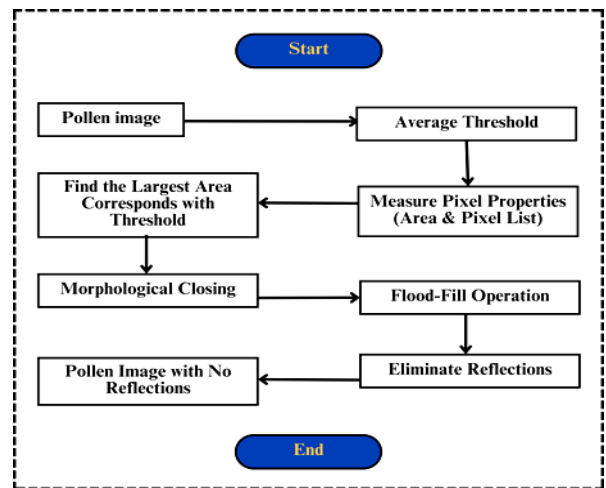 Start
Pollen image
Average Threshold
Find the Largest Area
Corresponds with
Threshold
Measure Pixel Properties
(Area & Pixel List)
Morphological Closing
Flood-Fill Operation
Pollen Image with No
Reflections
Eliminate Reflections
End